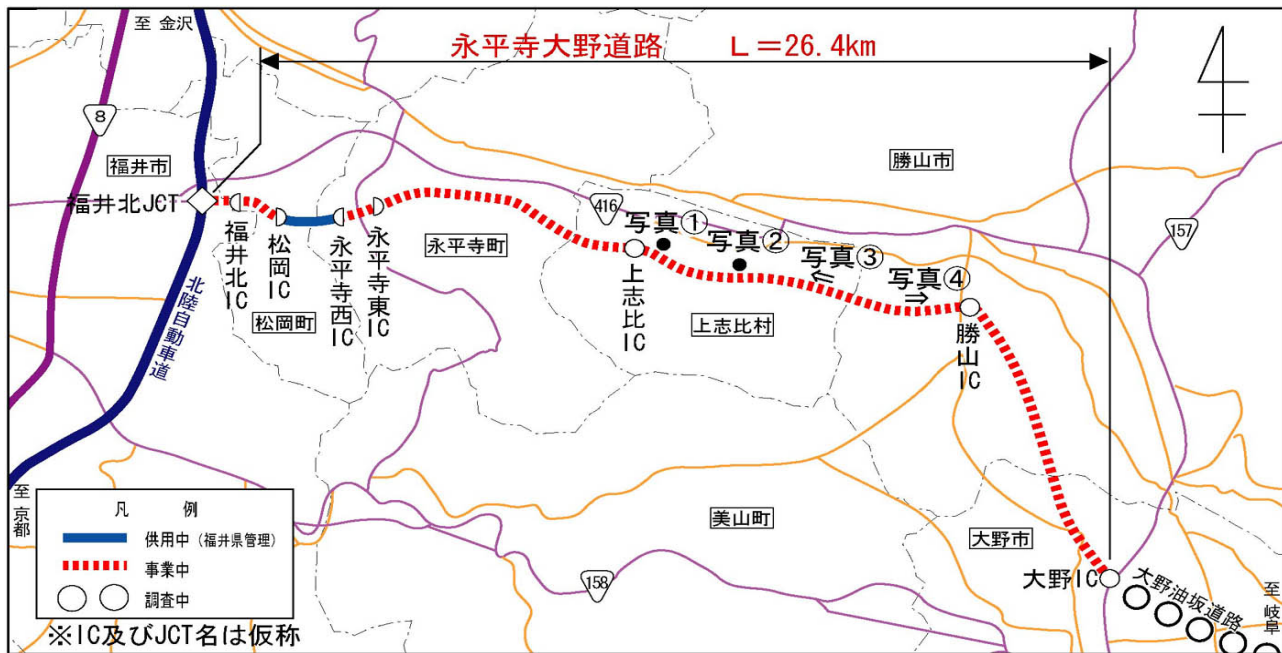 至 金沢
永平寺大野道路 L=26.4km
8
福井市
勝山市
福井北JCT
416
157
写真①
写真②
写真③
⇐
写真④
⇒
福井北IC
松岡IC
永平寺西IC
永平寺東IC
永平寺町
上志比IC
上志比村
勝山IC
松岡町
北陸自動車道
至 京都
美山町
大野市
158
大野IC
大野油坂道路
至 岐阜
凡 例
供用中(福井県管理)
事業中
調査中
※IC及びJCT名は仮称